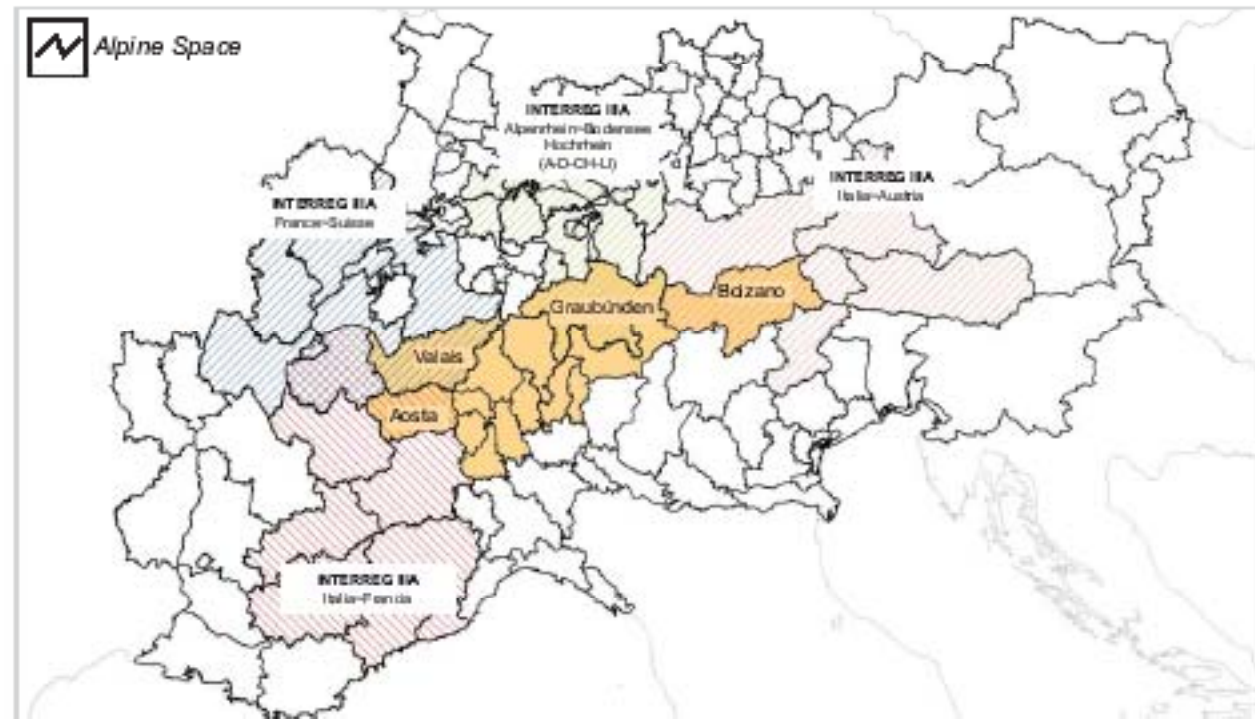 Alpine Space
INTERREG IIIA
Alpenrhein-Bodensee
Hochrhein
(A-D-CH-LI)
INTERREG IIIA
Italia-Austria
INTERREG IIIA
France-Suisse
Bolzano
Graubünden
Valais
Aosta
INTERREG IIIA
Italia-Francia